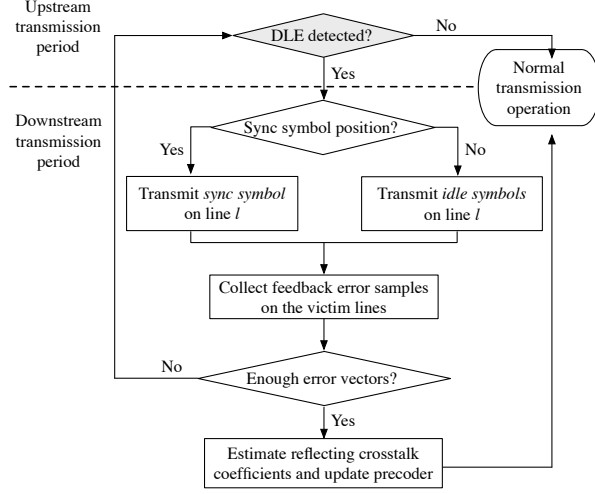 Upstream
transmission
period
DLE detected?
No
Normal
transmission
operation
Yes
Downstream
transmission
period
Sync symbol position?
Yes
No
Transmit sync symbol
on line l
Transmit idle symbols
on line l
Collect feedback error samples
on the victim lines
No
Enough error vectors?
Yes
Estimate reflecting crosstalk
coefficients and update precoder